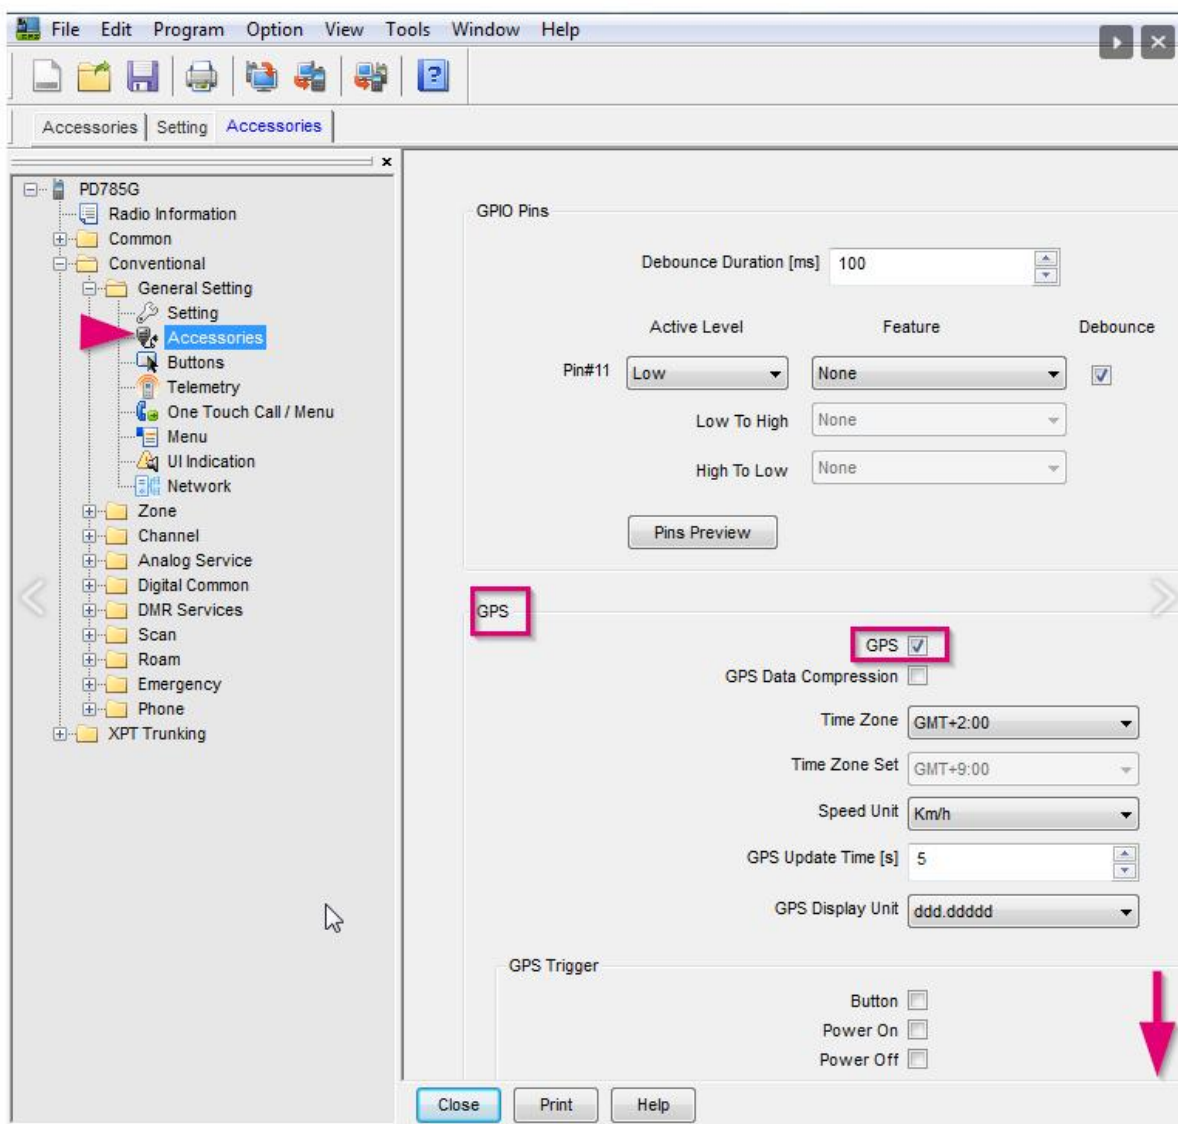 File Edit Program Option View Tools Window Help
Accessories Setting Accessories
PD785G
Radio Information
Common
Conventional
General Setting
Setting
Accessories
Buttons
Telemetry
One Touch Call / Menu
Menu
UI Indication
Network
Zone
Channel
Analog Service
Digital Common
DMR Services
Scan
Roam
Emergency
Phone
XPT Trunking
GPIO Pins
Debounce Duration [ms] 100
Active Level Feature Debounce
Pin#11 Low None
Low To High None
High To Low None
Pins Preview
GPS
GPS
GPS Data Compression
Time Zone GMT+2:00
Time Zone Set GMT+9:00
Speed Unit Km/h
GPS Update Time [s] 5
GPS Display Unit ddd.ddddd
GPS Trigger
Button
Power On
Power Off
Close Print Help